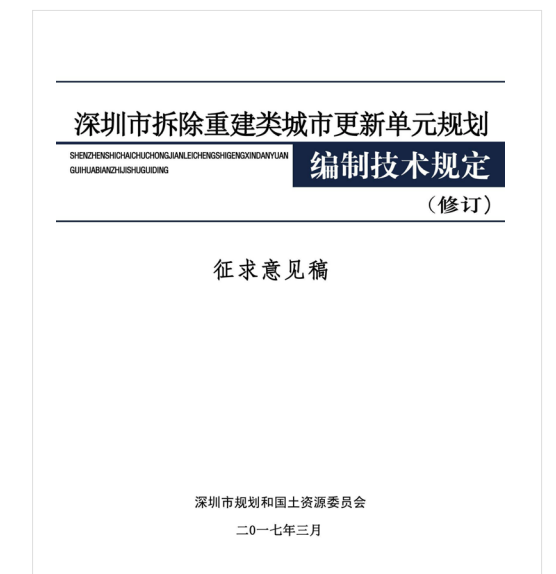 深圳市拆除重建类城市更新单元规划
SHENZHENSHICHAICHUCHONGJIANLEICHENGSHIGENGXINDANYUAN
GUIHUABIANZHIJISHUGUIDING
编制技术规定
（修订）
征求意见稿
深圳市规划和国土资源委员会
二0一七年三月